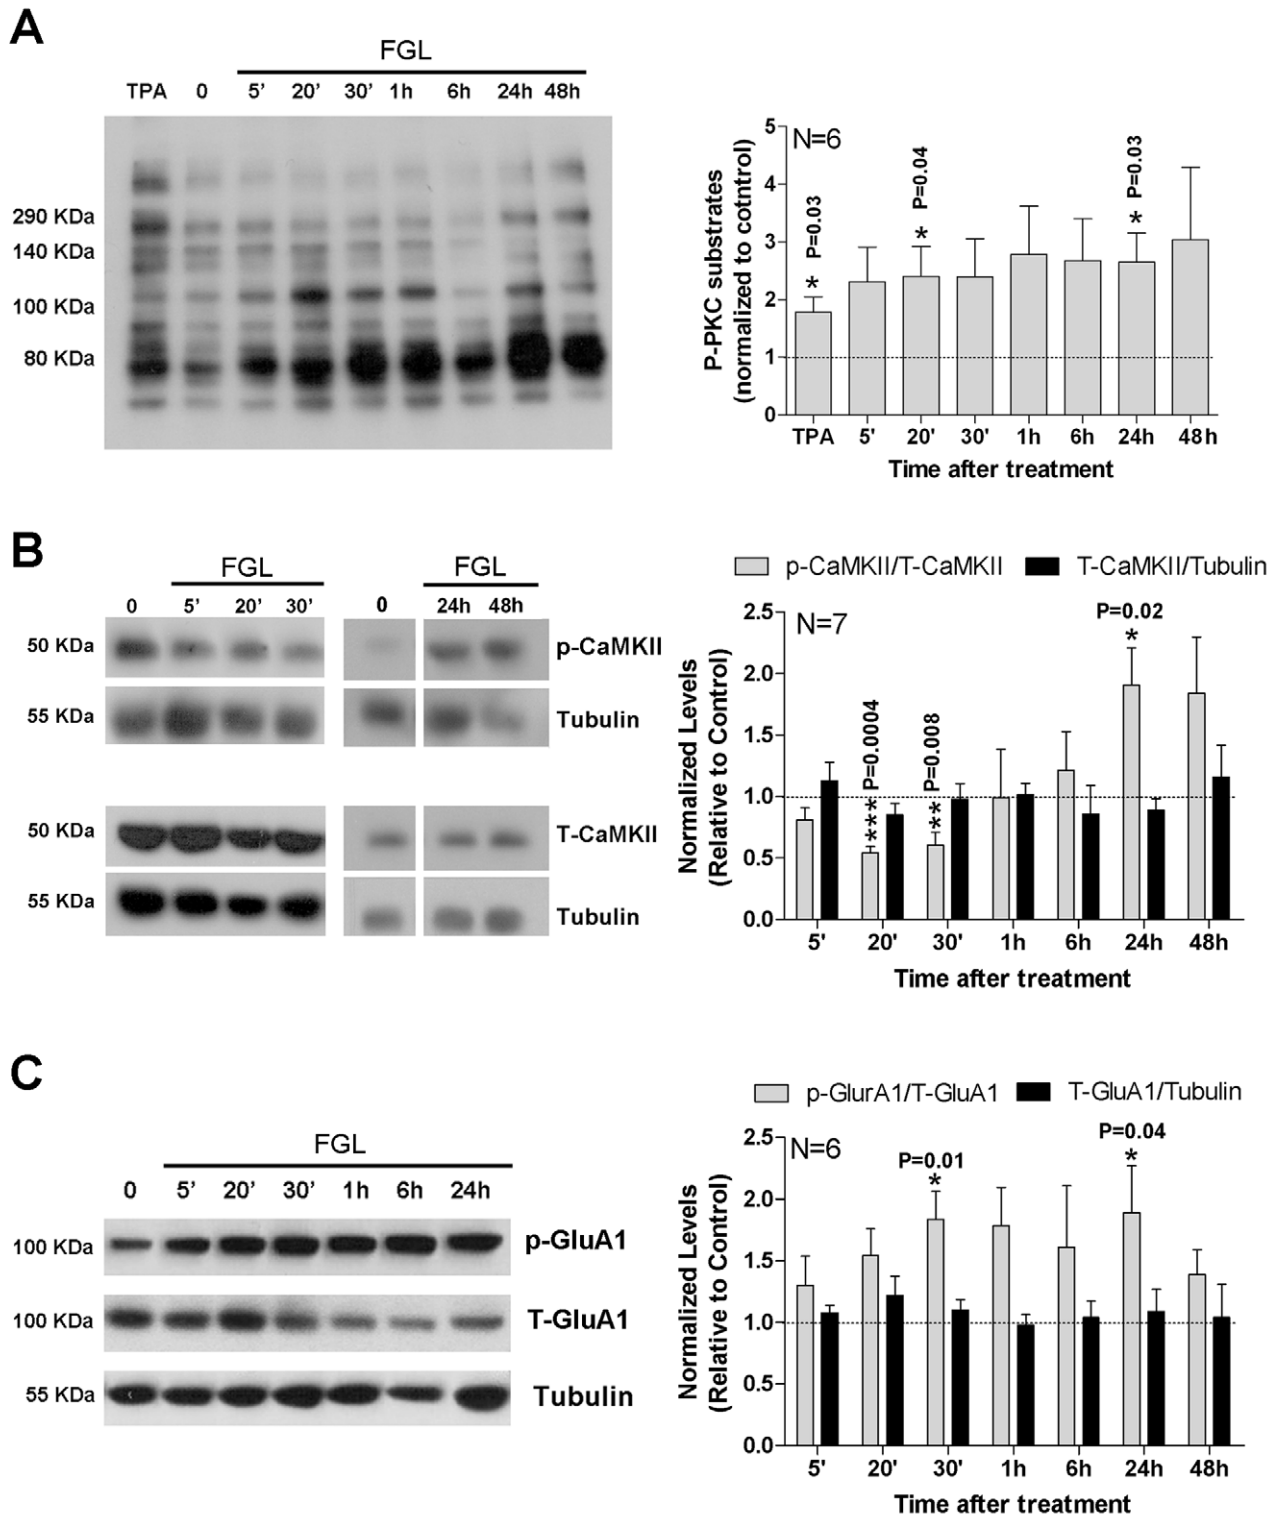 A
FGL
TPA 0 5’ 20’ 30’ 1h 6h 24h 48h
290 KDa
140 KDa
100 KDa
80 KDa
P-PKC substrates
(normalized to cotntrol)
5
4
3
2
1
0
N=6
* P=0.03
* P=0.04
* P=0.03
TPA 5' 20' 30' 1h 6h 24h 48h
Time after treatment
B
FGL
0 5’ 20’ 30’
FGL
0 24h 48h
50 KDa
p-CaMKII
55 KDa
Tubulin
50 KDa
T-CaMKII
55 KDa
Tubulin
p-CaMKII/T-CaMKII T-CaMKII/Tubulin
Normalized Levels
(Relative to Control)
2.5
2.0
1.5
1.0
0.5
0.0
N=7
*** P=0.0004
** P=0.008
P=0.02
*
5' 20' 30' 1h 6h 24h 48h
Time after treatment
C
FGL
0 5’ 20’ 30’ 1h 6h 24h
100 KDa
p-GluA1
100 KDa
T-GluA1
55 KDa
Tubulin
p-GlurA1/T-GluA1 T-GluA1/Tubulin
Normalized Levels
(Relative to Control)
2.5
2.0
1.5
1.0
0.5
0.0
N=6
P=0.01
*
P=0.04
*
5' 20' 30' 1h 6h 24h 48h
Time after treatment